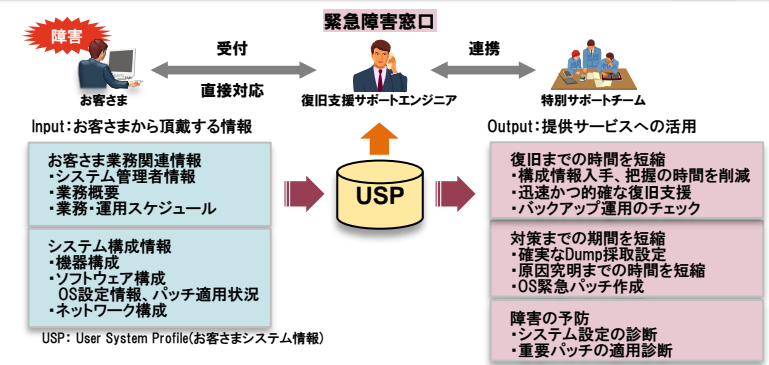 緊急障害窓口
障害
受付
直接対応
連携
お客さま
復旧支援サポートエンジニア
特別サポートチーム
Input:お客さまから頂戴する情報
お客さま業務関連情報
・システム管理者情報
・業務概要
・業務・運用スケジュール
システム構成情報
・機器構成
・ソフトウェア構成
OS設定情報、パッチ適用状況
・ネットワーク構成
USP: User System Profile(お客さまシステム情報)
USP
Output:提供サービスへの活用
復旧までの時間を短縮
・構成情報入手、把握の時間を削減
・迅速かつ的確な復旧支援
・バックアップ運用のチェック
対策までの期間を短縮
・確実なDump採取設定
・原因究明までの時間を短縮
・OS緊急パッチ作成
障害の予防
・システム設定の診断
・重要パッチの適用診断